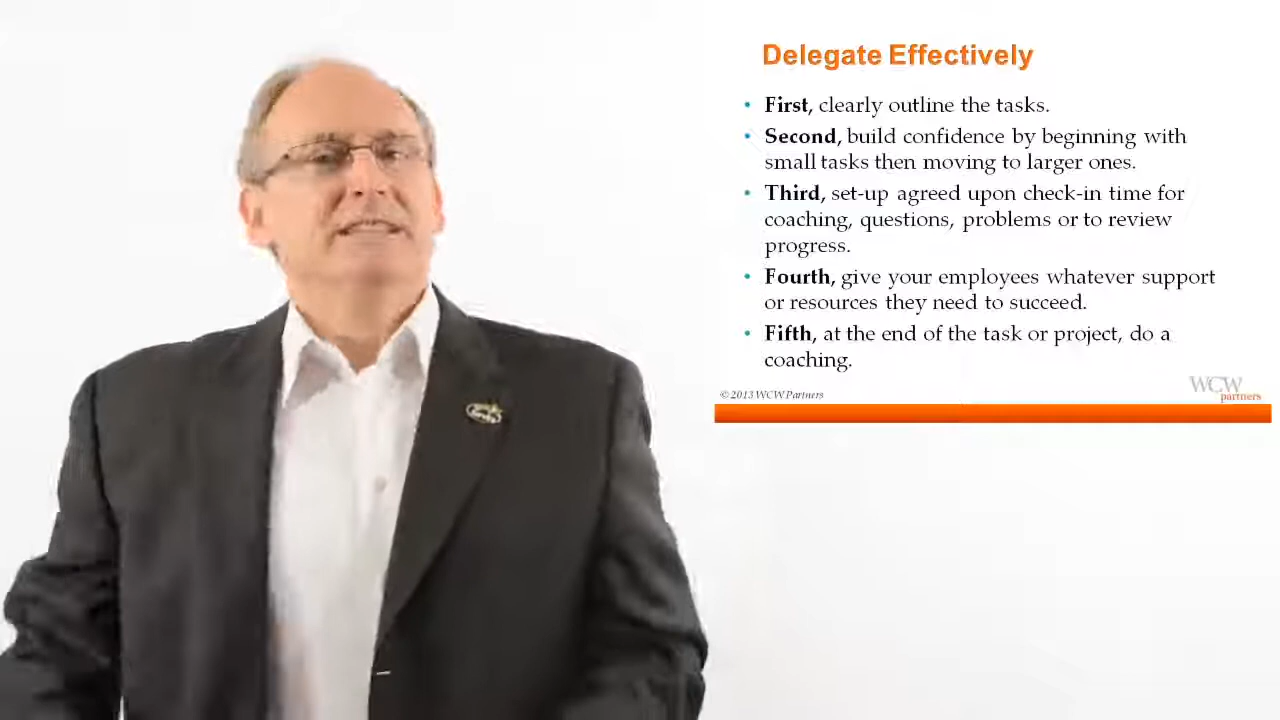 Delegate Effectively
• First, clearly outline the tasks.
• Second, build confidence by beginning with
small tasks then moving to larger ones.
• Third, set-up agreed upon check-in time for
coaching, questions, problems or to review
progress.
• Fourth, give your employees whatever support
or resources they need to succeed.
• Fifth, at the end of the task or project, do a
coaching.
© 2013 WCW Partners
WCW
partners